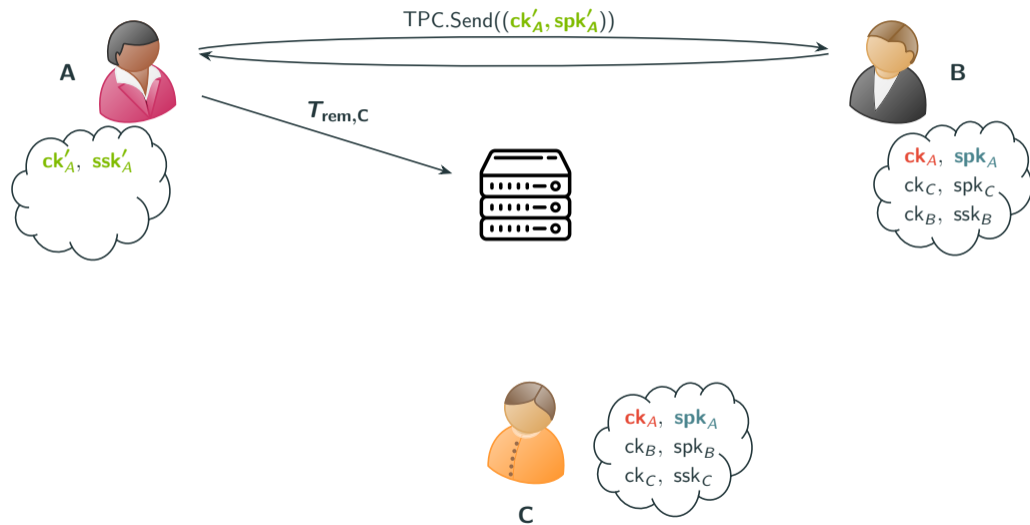 TPC.Send((ck′_A, spk′_A))
A
B
T_rem,C
ck′_A, ssk′_A
ck_A, spk_A
ck_C, spk_C
ck_B, ssk_B
ck_A, spk_A
ck_B, spk_B
ck_C, ssk_C
C